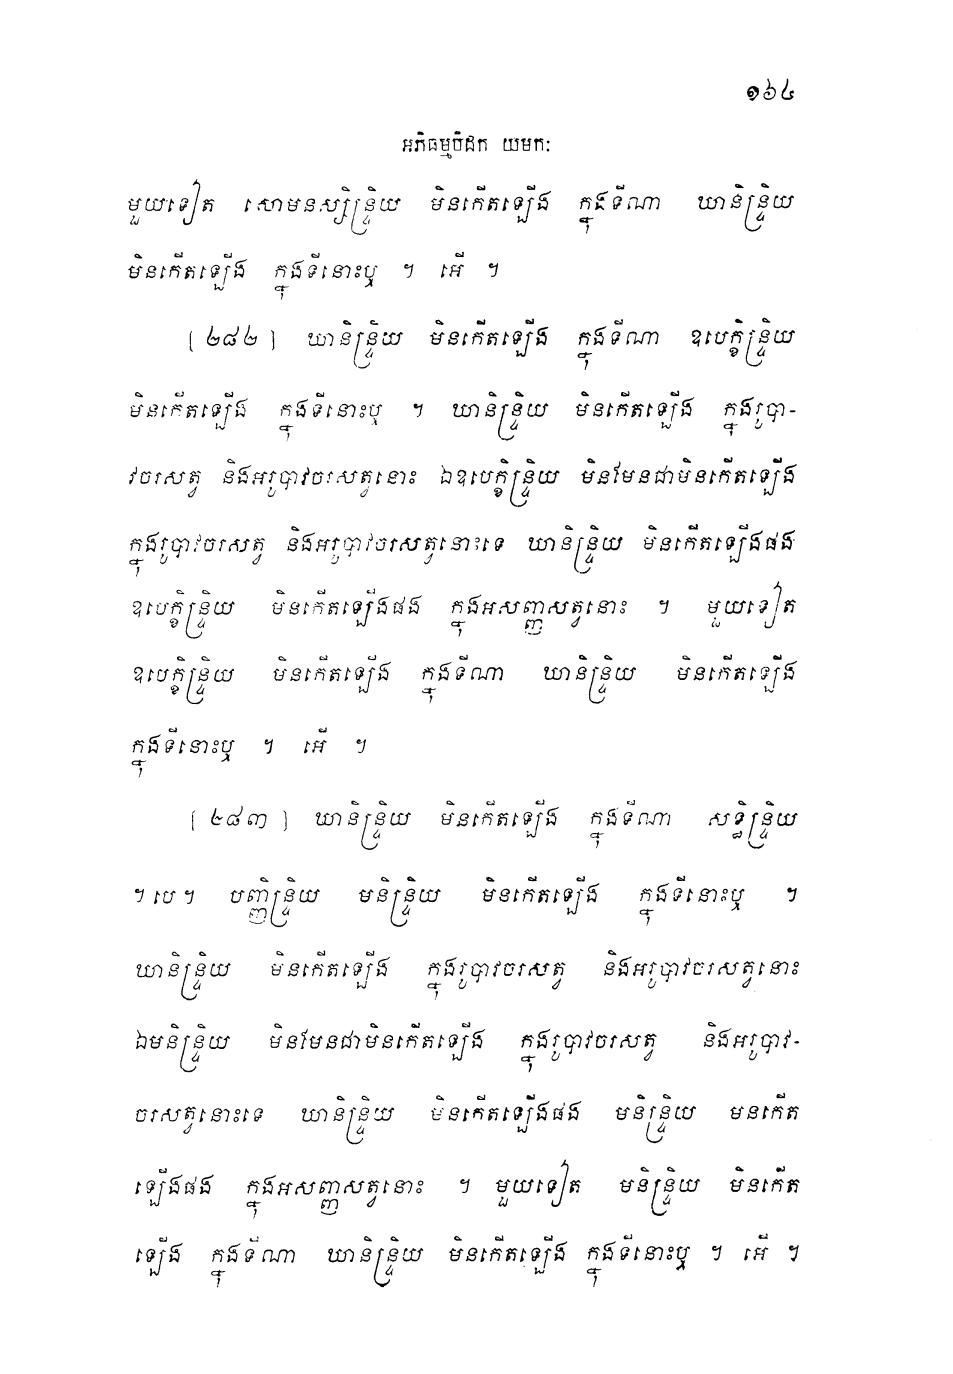 ១៦៤
អភិធម្មបិដក យមកៈ
មួយទៀត សោមនស្សិន្ទ្រិយ មិនកើតឡើង ក្នុងទីណា ឃានិន្ទ្រិយ
មិនកើតឡើង ក្នុងទីនោះឬ ។ អើ ។
[ ២៨២ ] ឃានិន្ទ្រិយ មិនកើតឡើង ក្នុងទីណា ឧបេក្ខិន្ទ្រិយ
មិនកើតឡើង ក្នុងទីនោះឬ ។ ឃានិន្ទ្រិយ មិនកើតឡើង ក្នុងរូបា-
វចរសត្វ និងអរូបាវចរសត្វនោះ ឯឧបេក្ខិន្ទ្រិយ មិនមែនជាមិនកើតឡើង
ក្នុងរូបាវចរសត្វ និងអរូបាវចរសត្វនោះទេ ឃានិន្ទ្រិយ មិនកើតឡើងផង
ឧបេក្ខិន្ទ្រិយ មិនកើតឡើងផង ក្នុងអសញ្ញសត្វនោះ ។ មួយទៀត
ឧបេក្ខិន្ទ្រិយ មិនកើតឡើង ក្នុងទីណា ឃានិន្ទ្រិយ មិនកើតឡើង
ក្នុងទីនោះឬ ។ អើ ។
[ ២៨៣ ] ឃានិន្ទ្រិយ មិនកើតឡើង ក្នុងទីណា សទ្ធិន្ទ្រិយ
។ បេ ។ បញ្ញិន្ទ្រិយ មនិន្ទ្រិយ មិនកើតឡើង ក្នុងទីនោះឬ ។
ឃានិន្ទ្រិយ មិនកើតឡើង ក្នុងរូបាវចរសត្វ និងអរូបាវចរសត្វនោះ
ឯមនិន្ទ្រិយ មិនមែនជាមិនកើតឡើង ក្នុងរូបាវចរសត្វ និងអរូបាវ-
ចរសត្វនោះទេ ឃានិន្ទ្រិយ មិនកើតឡើងផង មនិន្ទ្រិយ មនកើត
ឡើងផង ក្នុងអសញ្ញសត្វនោះ ។ មួយទៀត មនិន្ទ្រិយ មិនកើត
ឡើង ក្នុងទីណា ឃានិន្ទ្រិយ មិនកើតឡើង ក្នុងទីនោះឬ ។ អើ ។